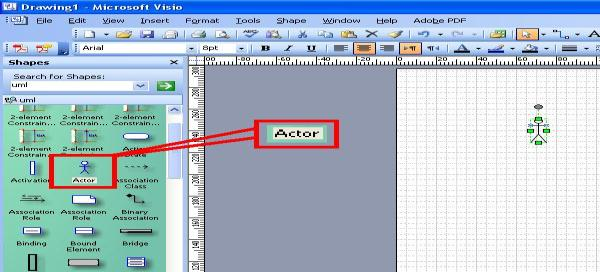 Drawing1 - Microsoft Visio
File Edit View Insert Format Tools Shape Window Help Adobe PDF
Arial 8pt B I U
Shapes
Search for Shapes:
uml
uml
2-element Constrain... 2-element Constrain...
2-element Constrain... 2-element Constrain... State
Activation Actor Association Class
Actor
Association Role Association Role Binary Association
Binding Bound Element Bridge